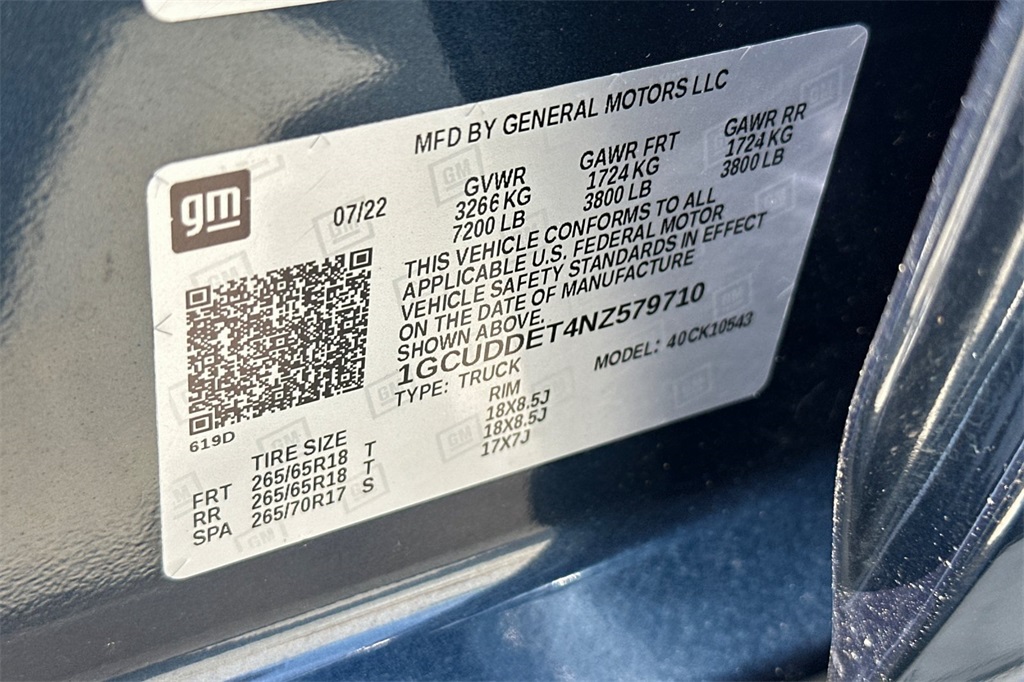 MFD BY GENERAL MOTORS LLC
gm
07/22
GVWR GAWR FRT GAWR RR
3266 KG 1724 KG 1724 KG
7200 LB 3800 LB 3800 LB
THIS VEHICLE CONFORMS TO ALL
APPLICABLE U.S. FEDERAL MOTOR
VEHICLE SAFETY STANDARDS IN EFFECT
ON THE DATE OF MANUFACTURE
SHOWN ABOVE.
1GCUDDET4NZ579710
TYPE: TRUCK MODEL: 40CK10543
619D
TIRE SIZE RIM
FRT 265/65R18 T 18X8.5J
RR 265/65R18 T 18X8.5J
SPA 265/70R17 S 17X7J